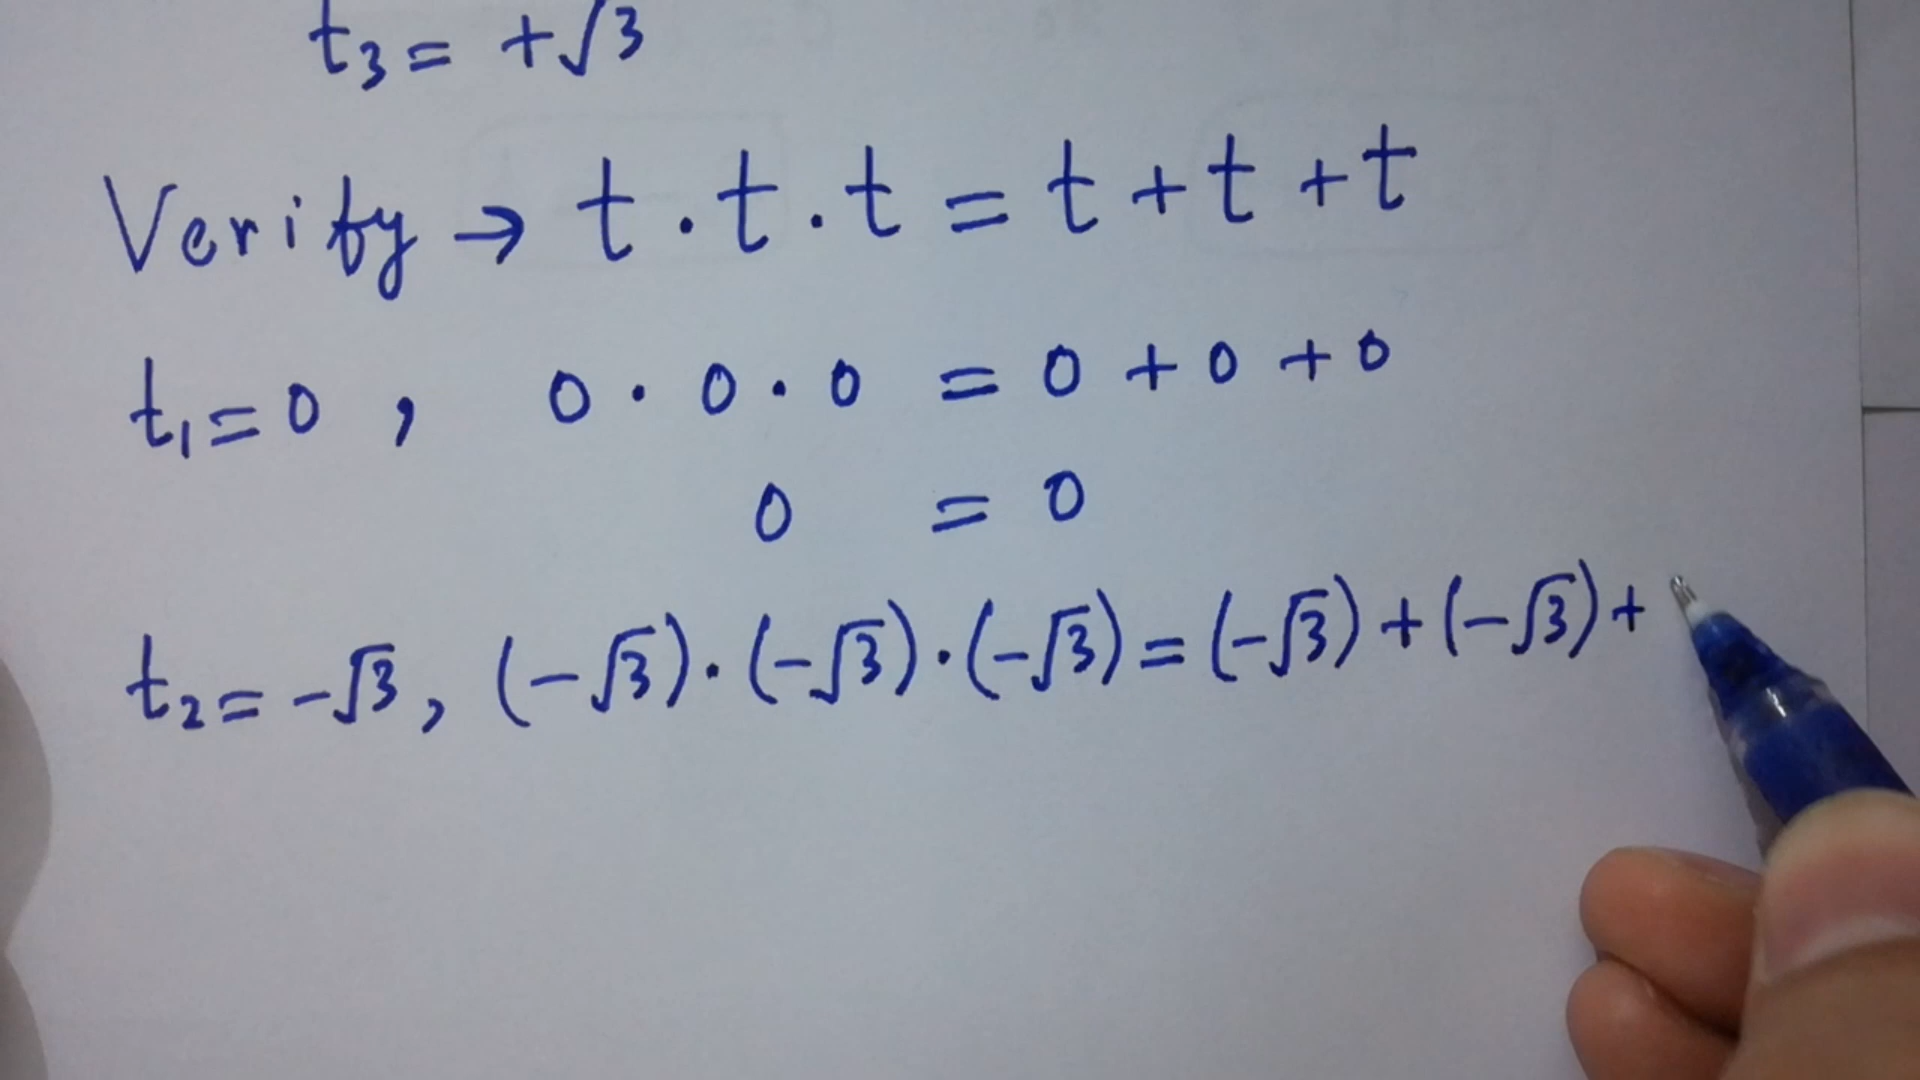 t₃ = +√3
Verify → t · t · t = t + t + t
t₁ = 0 , 0 · 0 · 0 = 0 + 0 + 0
0 = 0
t₂ = -√3 , (-√3) · (-√3) · (-√3) = (-√3) + (-√3) +